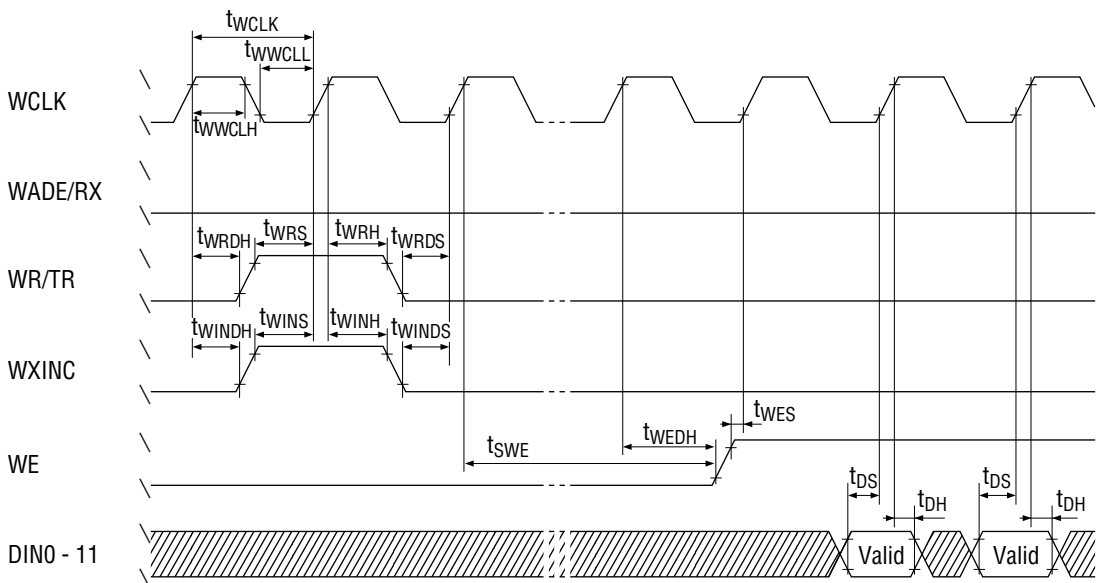 tWCLK
tWWCLL
WCLK
tWWCLH
WADE/RX
tWRDH tWRS tWRH tWRDS
WR/TR
tWINDH tWINS tWINH tWINDS
WXINC
tWES
tWEDH
tSWE
WE
tDS tDS
tDH tDH
DIN0 - 11 Valid Valid